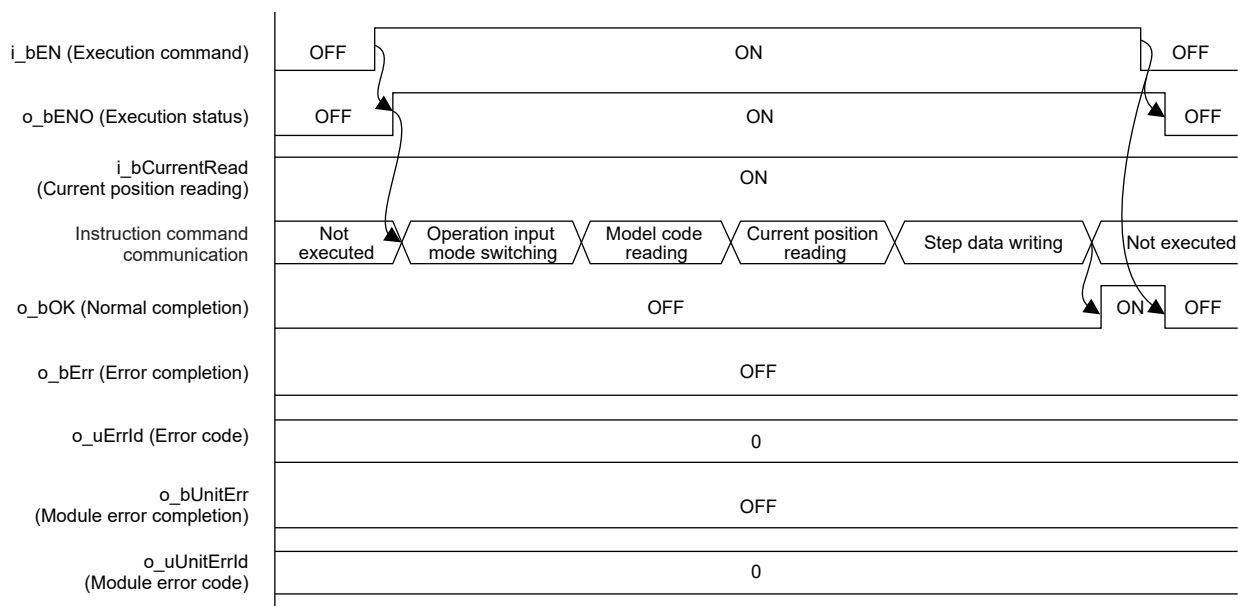 i_bEN (Execution command)
OFF
ON
OFF
o_bENO (Execution status)
OFF
ON
OFF
i_bCurrentRead
(Current position reading)
ON
Instruction command
communication
Not
executed
Operation input
mode switching
Model code
reading
Current position
reading
Step data writing
Not executed
o_bOK (Normal completion)
OFF
ON
OFF
o_bErr (Error completion)
OFF
o_uErrId (Error code)
0
o_bUnitErr
(Module error completion)
OFF
o_uUnitErrId
(Module error code)
0